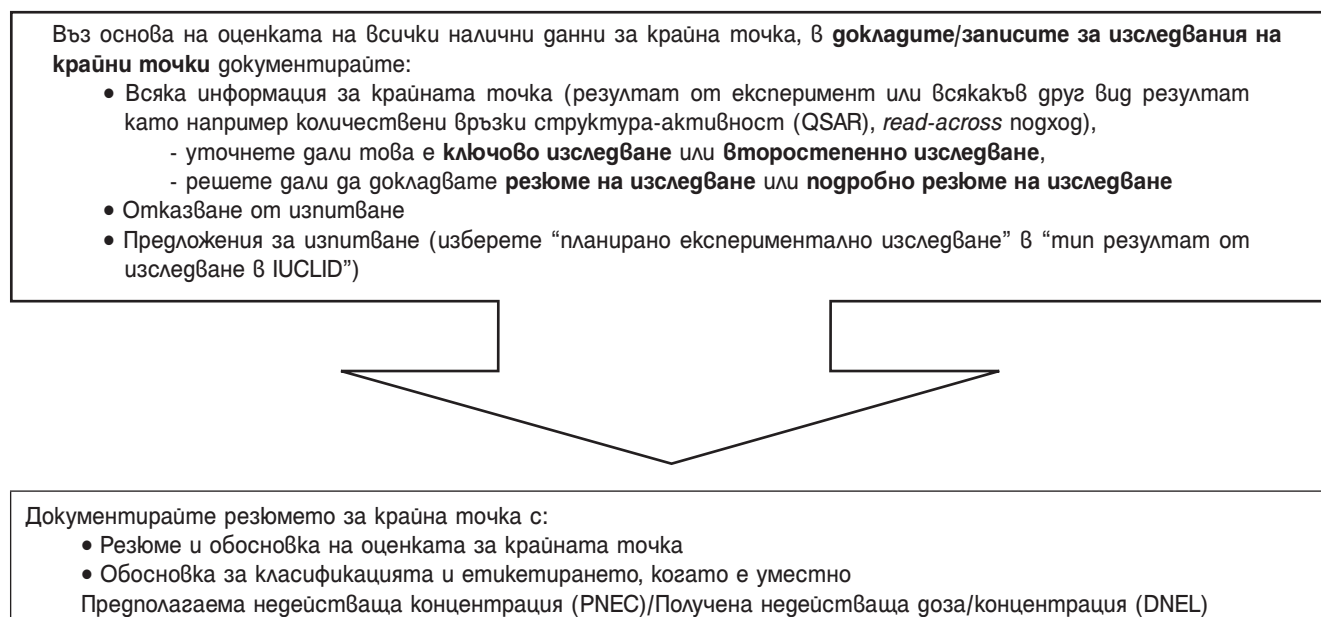 Въз основа на оценката на всички налични данни за крайна точка, в докладите/записите за изследвания на
крайни точки документирайте:
• Всяка информация за крайната точка (резултат от експеримент или всякакъв друг вид резултат
като например количествени връзки структура-активност (QSAR), read-across подход),
- уточнете дали това е ключово изследване или второстепенно изследване,
- решете дали да докладвате резюме на изследване или подробно резюме на изследване
• Отказване от изпитване
• Предложения за изпитване (изберете “планирано експериментално изследване” в “тип резултат от
изследване в IUCLID”)
Документирайте резюмето за крайна точка с:
• Резюме и обосновка на оценката за крайната точка
• Обосновка за класификацията и етикетирането, когато е уместно
Предполагаема недействаща концентрация (PNEC)/Получена недействаща доза/концентрация (DNEL)